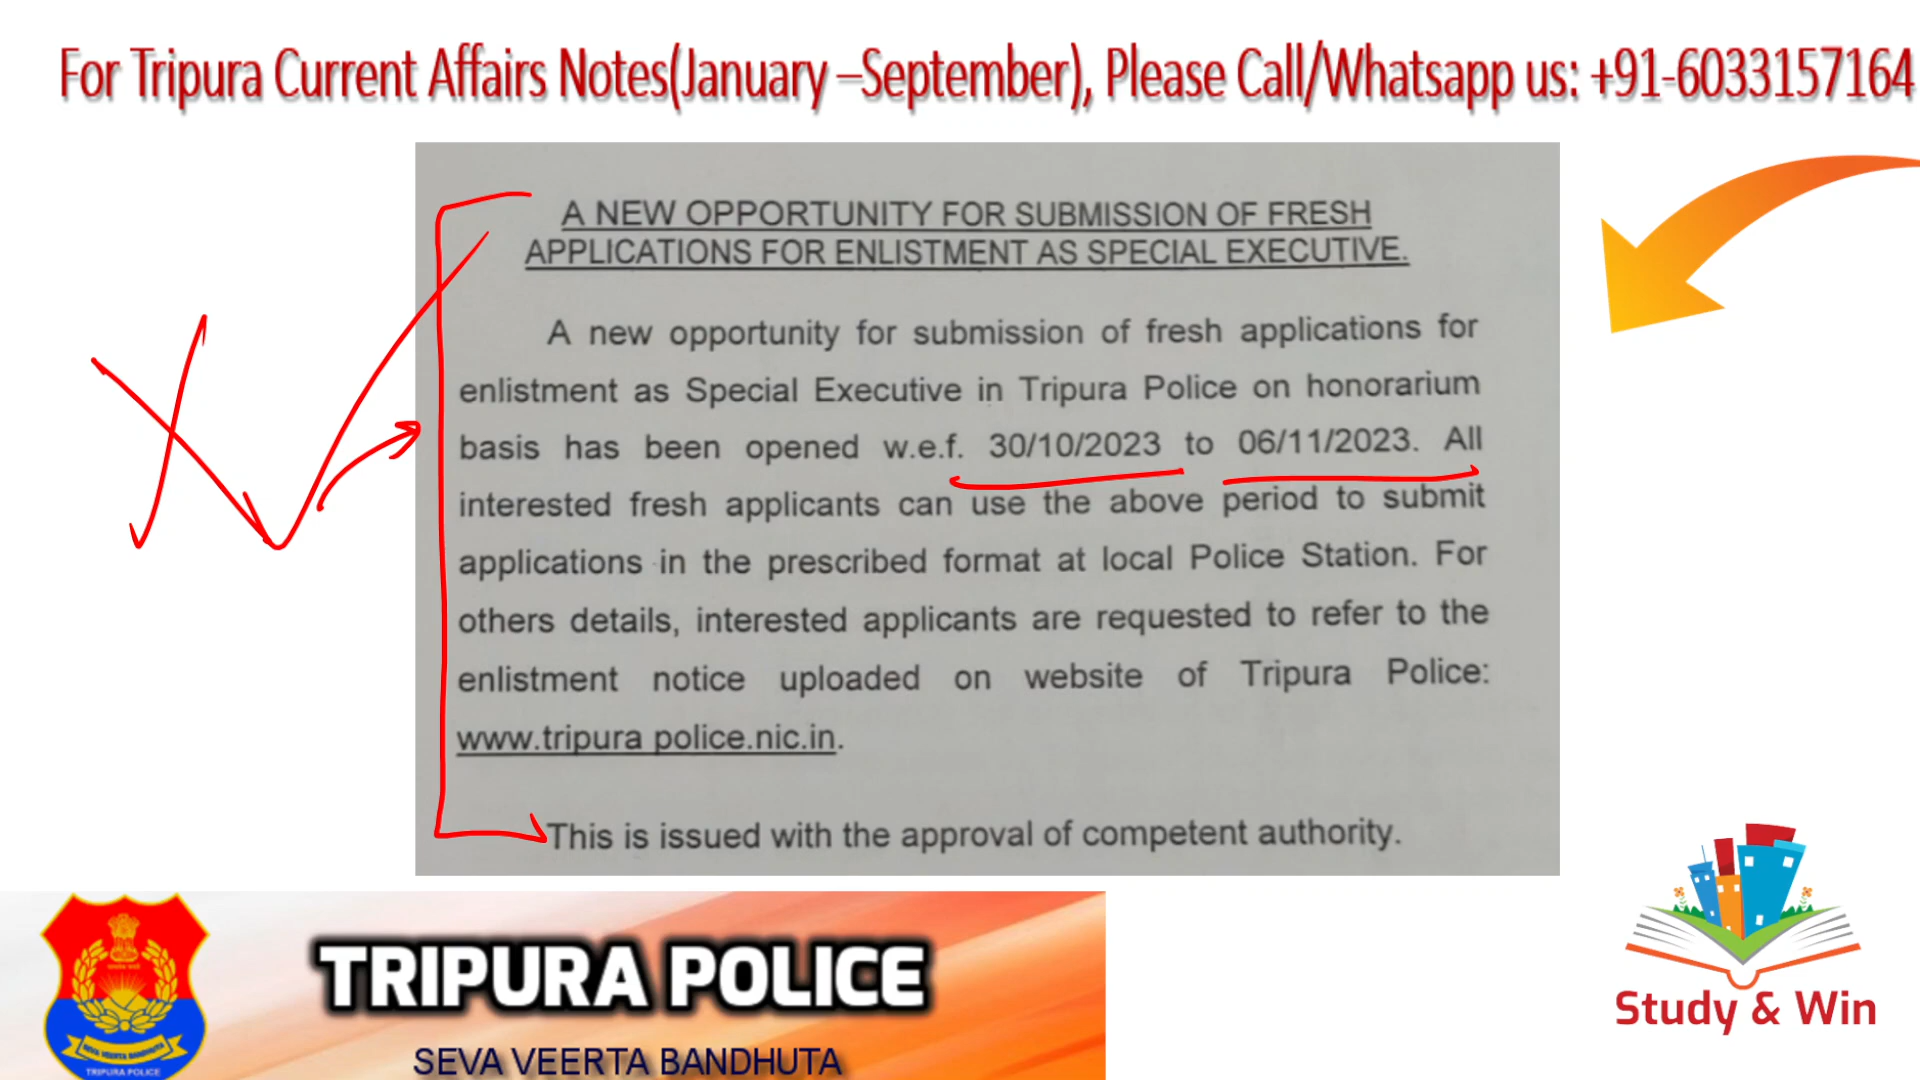 For Tripura Current Affairs Notes(January –September), Please Call/Whatsapp us: +91-6033157164
A NEW OPPORTUNITY FOR SUBMISSION OF FRESH
APPLICATIONS FOR ENLISTMENT AS SPECIAL EXECUTIVE.
A new opportunity for submission of fresh applications for
enlistment as Special Executive in Tripura Police on honorarium
basis has been opened w.e.f. 30/10/2023 to 06/11/2023. All
interested fresh applicants can use the above period to submit
applications in the prescribed format at local Police Station. For
others details, interested applicants are requested to refer to the
enlistment notice uploaded on website of Tripura Police:
www.tripura police.nic.in.
This is issued with the approval of competent authority.
TRIPURA POLICE
SEVA VEERTA BANDHUTA
SEVA VEERTA BANDHUTA
TRIPURA POLICE
Study & Win